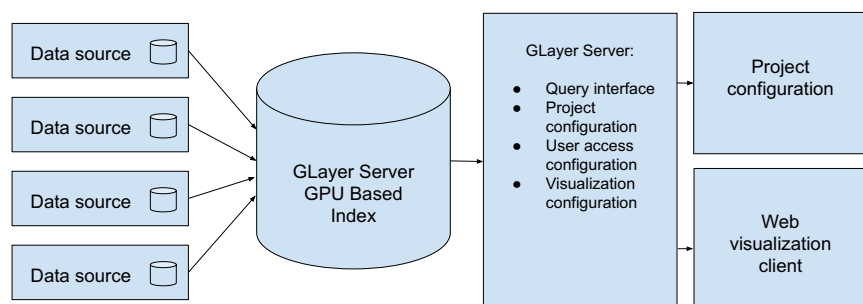 Data source
Data source
Data source
Data source
GLayer Server
GPU Based
Index
GLayer Server:
● Query interface
● Project
configuration
● User access
configuration
● Visualization
configuration
Project
configuration
Web
visualization
client